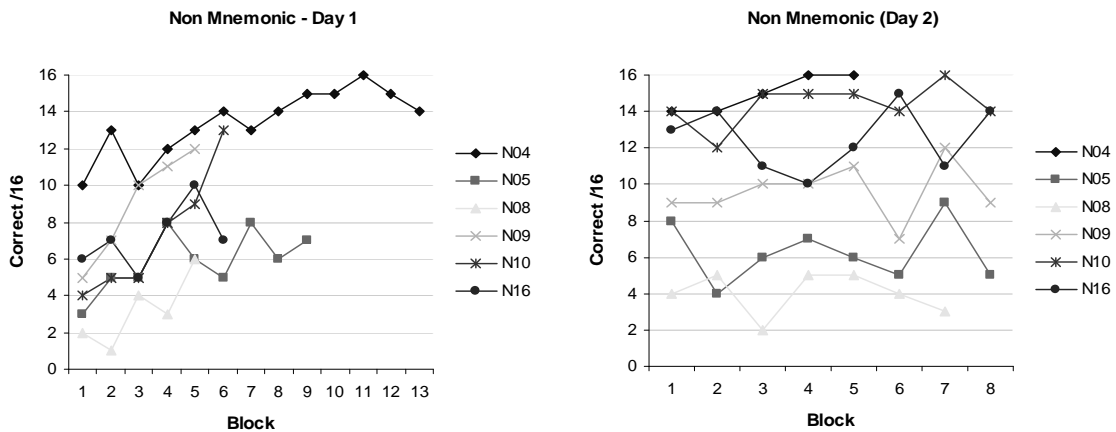 Non Mnemonic - Day 1
Correct /16
16
14
12
10
8
6
4
2
0
1 2 3 4 5 6 7 8 9 10 11 12 13
Block
N04
N05
N08
N09
N10
N16
Non Mnemonic (Day 2)
Correct /16
16
14
12
10
8
6
4
2
0
1 2 3 4 5 6 7 8
Block
N04
N05
N08
N09
N10
N16